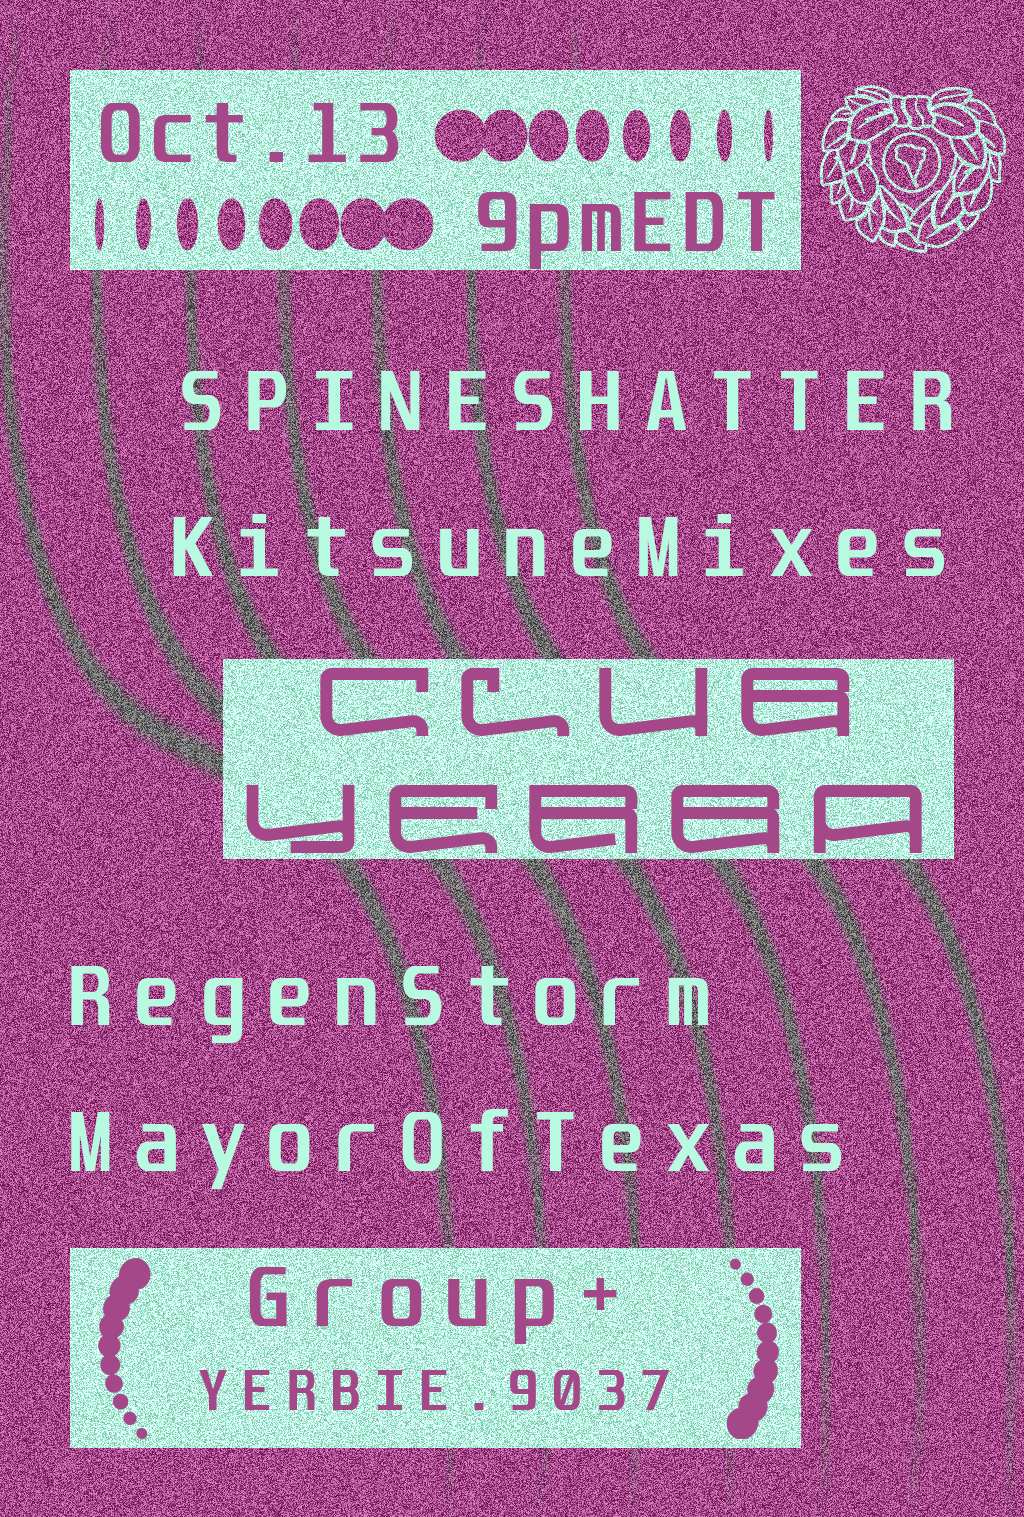 Oct.13
9pmEDT
SPINESHATTER
KitsuneMixes
CLUB
YERBA
RegenStorm
MayorOfTexas
Group+
YERBIE.9037